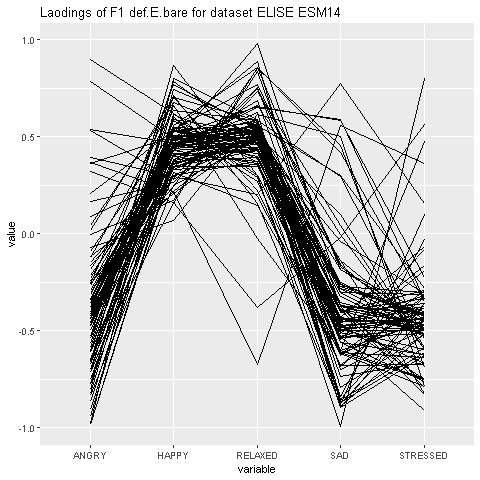 Laodings of F1 def.E.bare for dataset ELISE ESM14
value
1.0
0.5
0.0
-0.5
-1.0
ANGRY HAPPY RELAXED SAD STRESSED
variable